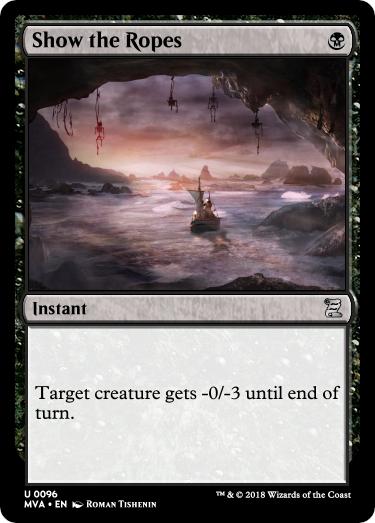 Show the Ropes
Instant
Target creature gets -0/-3 until end of
turn.
U 0096
MVA • EN Roman Tishenin
™ & © 2018 Wizards of the Coast